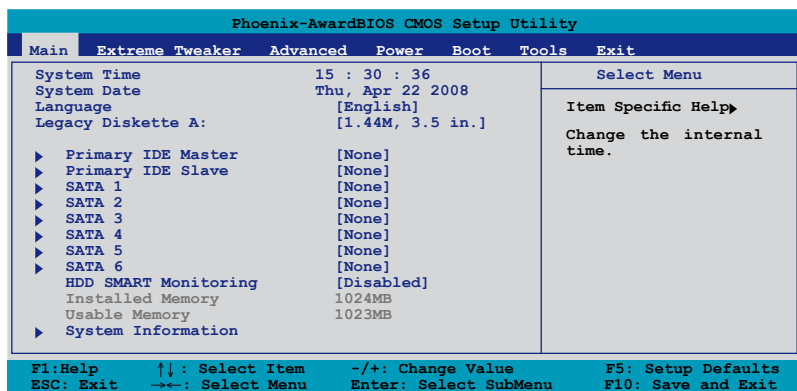 Phoenix-AwardBIOS CMOS Setup Utility
Main Extreme Tweaker Advanced Power Boot Tools Exit
System Time 15 : 30 : 36
System Date Thu, Apr 22 2008
Language [English]
Legacy Diskette A: [1.44M, 3.5 in.]
Primary IDE Master [None]
Primary IDE Slave [None]
SATA 1 [None]
SATA 2 [None]
SATA 3 [None]
SATA 4 [None]
SATA 5 [None]
SATA 6 [None]
HDD SMART Monitoring [Disabled]
Installed Memory 1024MB
Usable Memory 1023MB
System Information
Select Menu
Item Specific Help
Change the internal
time.
F1:Help ↑↓ : Select Item -/+: Change Value F5: Setup Defaults
ESC: Exit →←: Select Menu Enter: Select SubMenu F10: Save and Exit